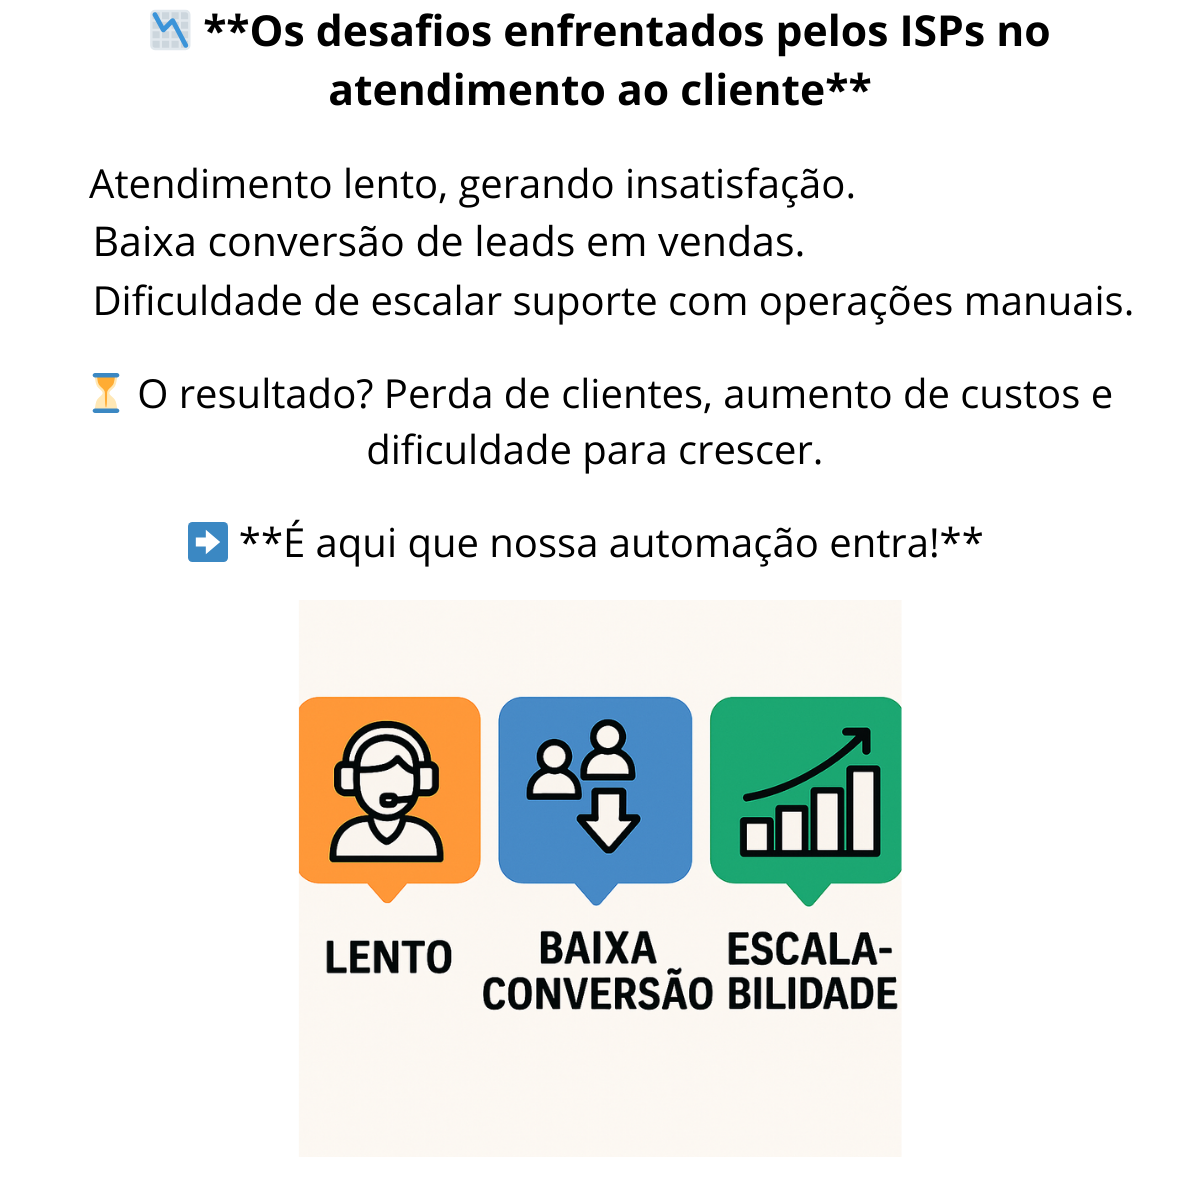 📉 **Os desafios enfrentados pelos ISPs no
atendimento ao cliente**
Atendimento lento, gerando insatisfação.
Baixa conversão de leads em vendas.
Dificuldade de escalar suporte com operações manuais.
⏳ O resultado? Perda de clientes, aumento de custos e
dificuldade para crescer.
➡️ **É aqui que nossa automação entra!**
LENTO
BAIXA
CONVERSÃO
ESCALA-
BILIDADE